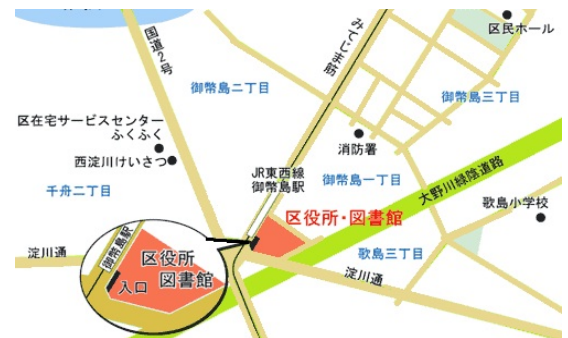 国道2号
みてじま筋
区民ホール
御幣島二丁目
御幣島三丁目
区在宅サービスセンター
ふくふく
西淀川けいさつ
消防署
JR東西線
御幣島駅
御幣島一丁目
大野川緑陰道路
千舟二丁目
区役所・図書館
歌島小学校
歌島三丁目
淀川通
淀川通
御幣島駅
区役所
図書館
入口